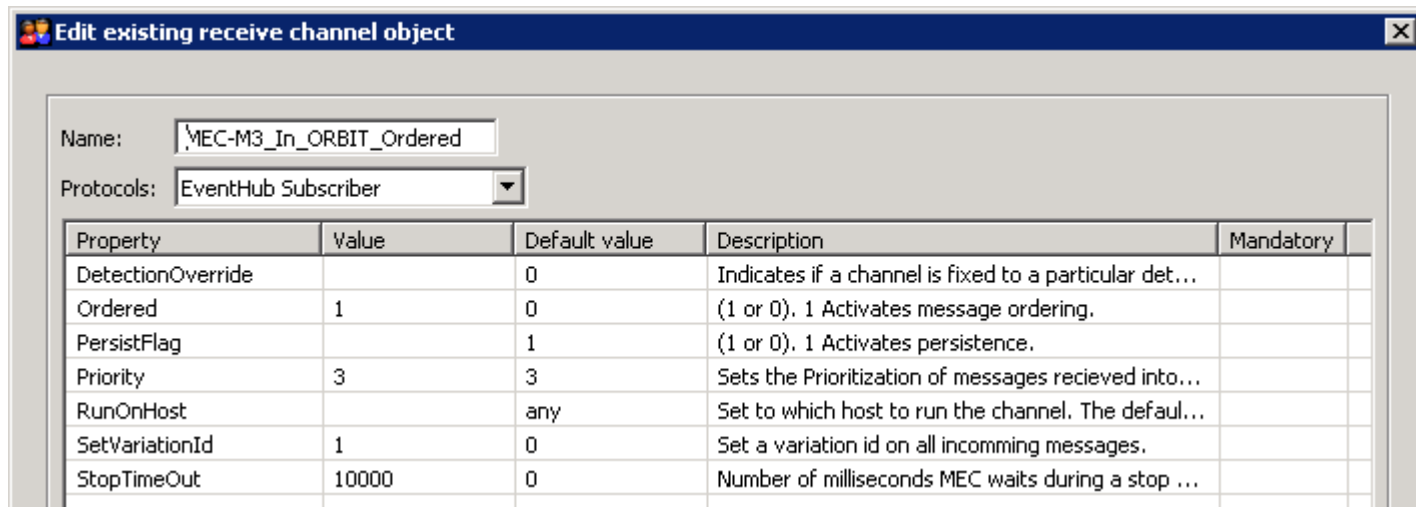 Edit existing receive channel object
Name: MEC-M3_In_ORBIT_Ordered
Protocols: EventHub Subscriber
Property Value Default value Description Mandatory
DetectionOverride 0 Indicates if a channel is fixed to a particular det...
Ordered 1 0 (1 or 0). 1 Activates message ordering.
PersistFlag 1 (1 or 0). 1 Activates persistence.
Priority 3 3 Sets the Prioritization of messages recieved into...
RunOnHost any Set to which host to run the channel. The defaul...
SetVariationId 1 0 Set a variation id on all incomming messages.
StopTimeOut 10000 0 Number of milliseconds MEC waits during a stop ...